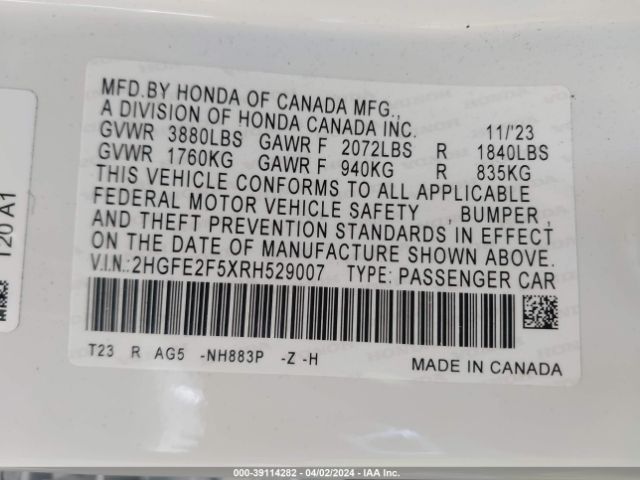 MFD.BY HONDA OF CANADA MFG.,
A DIVISION OF HONDA CANADA INC. 11/'23
GVWR 3880LBS GAWR F 2072LBS R 1840LBS
GVWR 1760KG GAWR F 940KG R 835KG
THIS VEHICLE CONFORMS TO ALL APPLICABLE
FEDERAL MOTOR VEHICLE SAFETY , BUMPER ,
AND THEFT PREVENTION STANDARDS IN EFFECT
ON THE DATE OF MANUFACTURE SHOWN ABOVE.
V.I.N.:2HGFE2F5XRH529007 TYPE: PASSENGER CAR
T23 R AG5 -NH883P -Z -H
MADE IN CANADA
120 A1
000-39114282 - 04/02/2024 - IAA Inc.